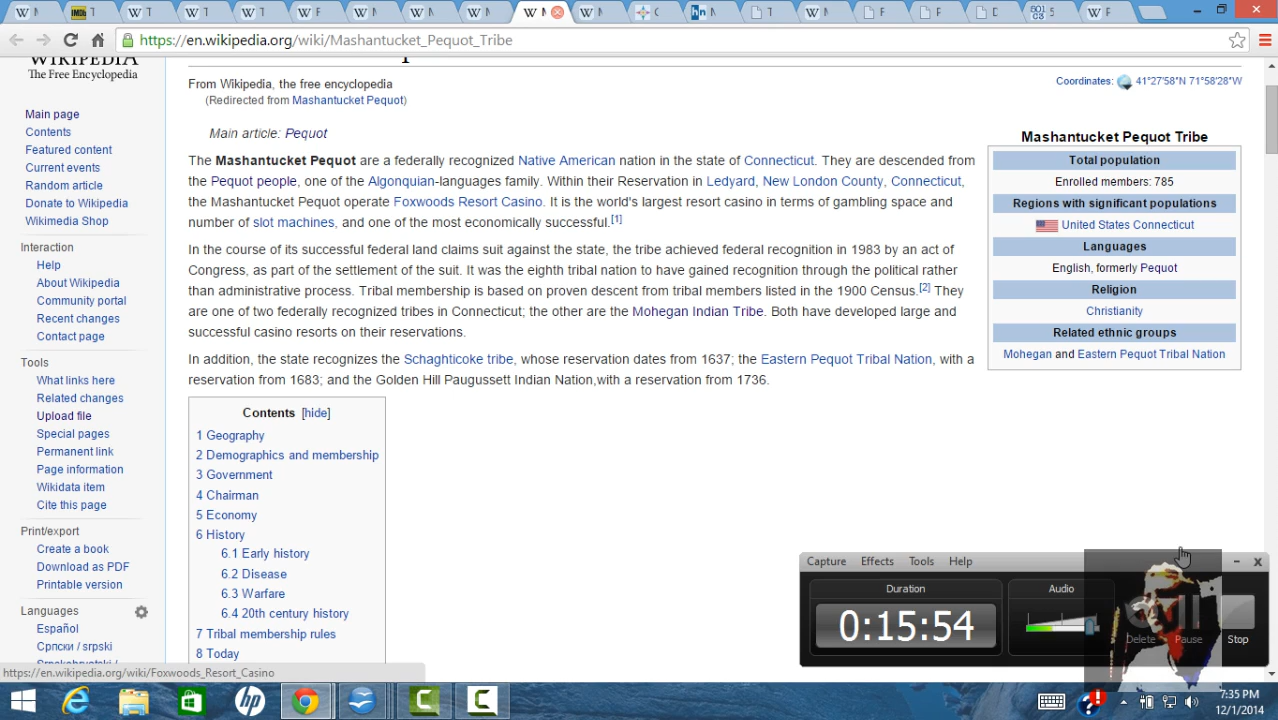 https://en.wikipedia.org/wiki/Mashantucket_Pequot_Tribe
WIKIPEDIA
The Free Encyclopedia
Main page
Contents
Featured content
Current events
Random article
Donate to Wikipedia
Wikimedia Shop
Interaction
Help
About Wikipedia
Community portal
Recent changes
Contact page
Tools
What links here
Related changes
Upload file
Special pages
Permanent link
Page information
Wikidata item
Cite this page
Print/export
Create a book
Download as PDF
Printable version
Languages
Español
Српски / srpski
From Wikipedia, the free encyclopedia
(Redirected from Mashantucket Pequot)
Coordinates: 41°27′58″N 71°58′28″W
Main article: Pequot
The Mashantucket Pequot are a federally recognized Native American nation in the state of Connecticut. They are descended from
the Pequot people, one of the Algonquian-languages family. Within their Reservation in Ledyard, New London County, Connecticut,
the Mashantucket Pequot operate Foxwoods Resort Casino. It is the world's largest resort casino in terms of gambling space and
number of slot machines, and one of the most economically successful.[1]
In the course of its successful federal land claims suit against the state, the tribe achieved federal recognition in 1983 by an act of
Congress, as part of the settlement of the suit. It was the eighth tribal nation to have gained recognition through the political rather
than administrative process. Tribal membership is based on proven descent from tribal members listed in the 1900 Census.[2] They
are one of two federally recognized tribes in Connecticut; the other are the Mohegan Indian Tribe. Both have developed large and
successful casino resorts on their reservations.
In addition, the state recognizes the Schaghticoke tribe, whose reservation dates from 1637; the Eastern Pequot Tribal Nation, with a
reservation from 1683; and the Golden Hill Paugussett Indian Nation,with a reservation from 1736.
Mashantucket Pequot Tribe
Total population
Enrolled members: 785
Regions with significant populations
United States Connecticut
Languages
English, formerly Pequot
Religion
Christianity
Related ethnic groups
Mohegan and Eastern Pequot Tribal Nation
Contents [hide]
1 Geography
2 Demographics and membership
3 Government
4 Chairman
5 Economy
6 History
6.1 Early history
6.2 Disease
6.3 Warfare
6.4 20th century history
7 Tribal membership rules
8 Today
Capture Effects Tools Help
Duration
0:15:54
Audio
Delete
Pause
Stop
https://en.wikipedia.org/wiki/Foxwoods_Resort_Casino
7:35 PM
12/1/2014